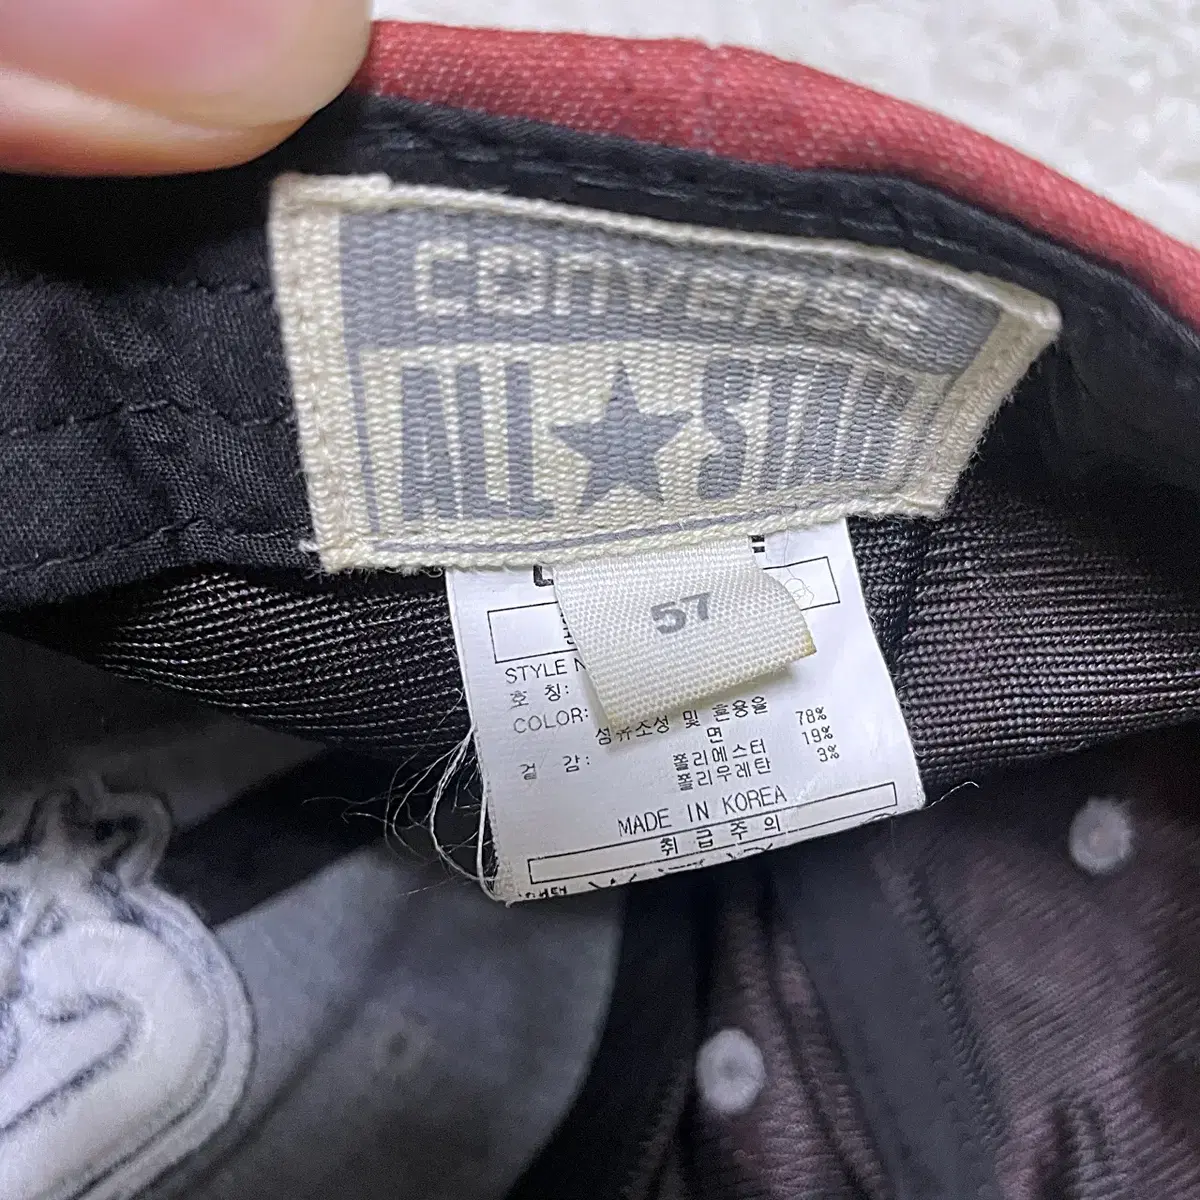 CONVERSE
ALL STAR
57
STYLE N
호 칭:
COLOR:
섬유조성 및 혼용율
겉 감: 면 78%
폴리에스터 19%
폴리우레탄 3%
MADE IN KOREA
취 급 주 의